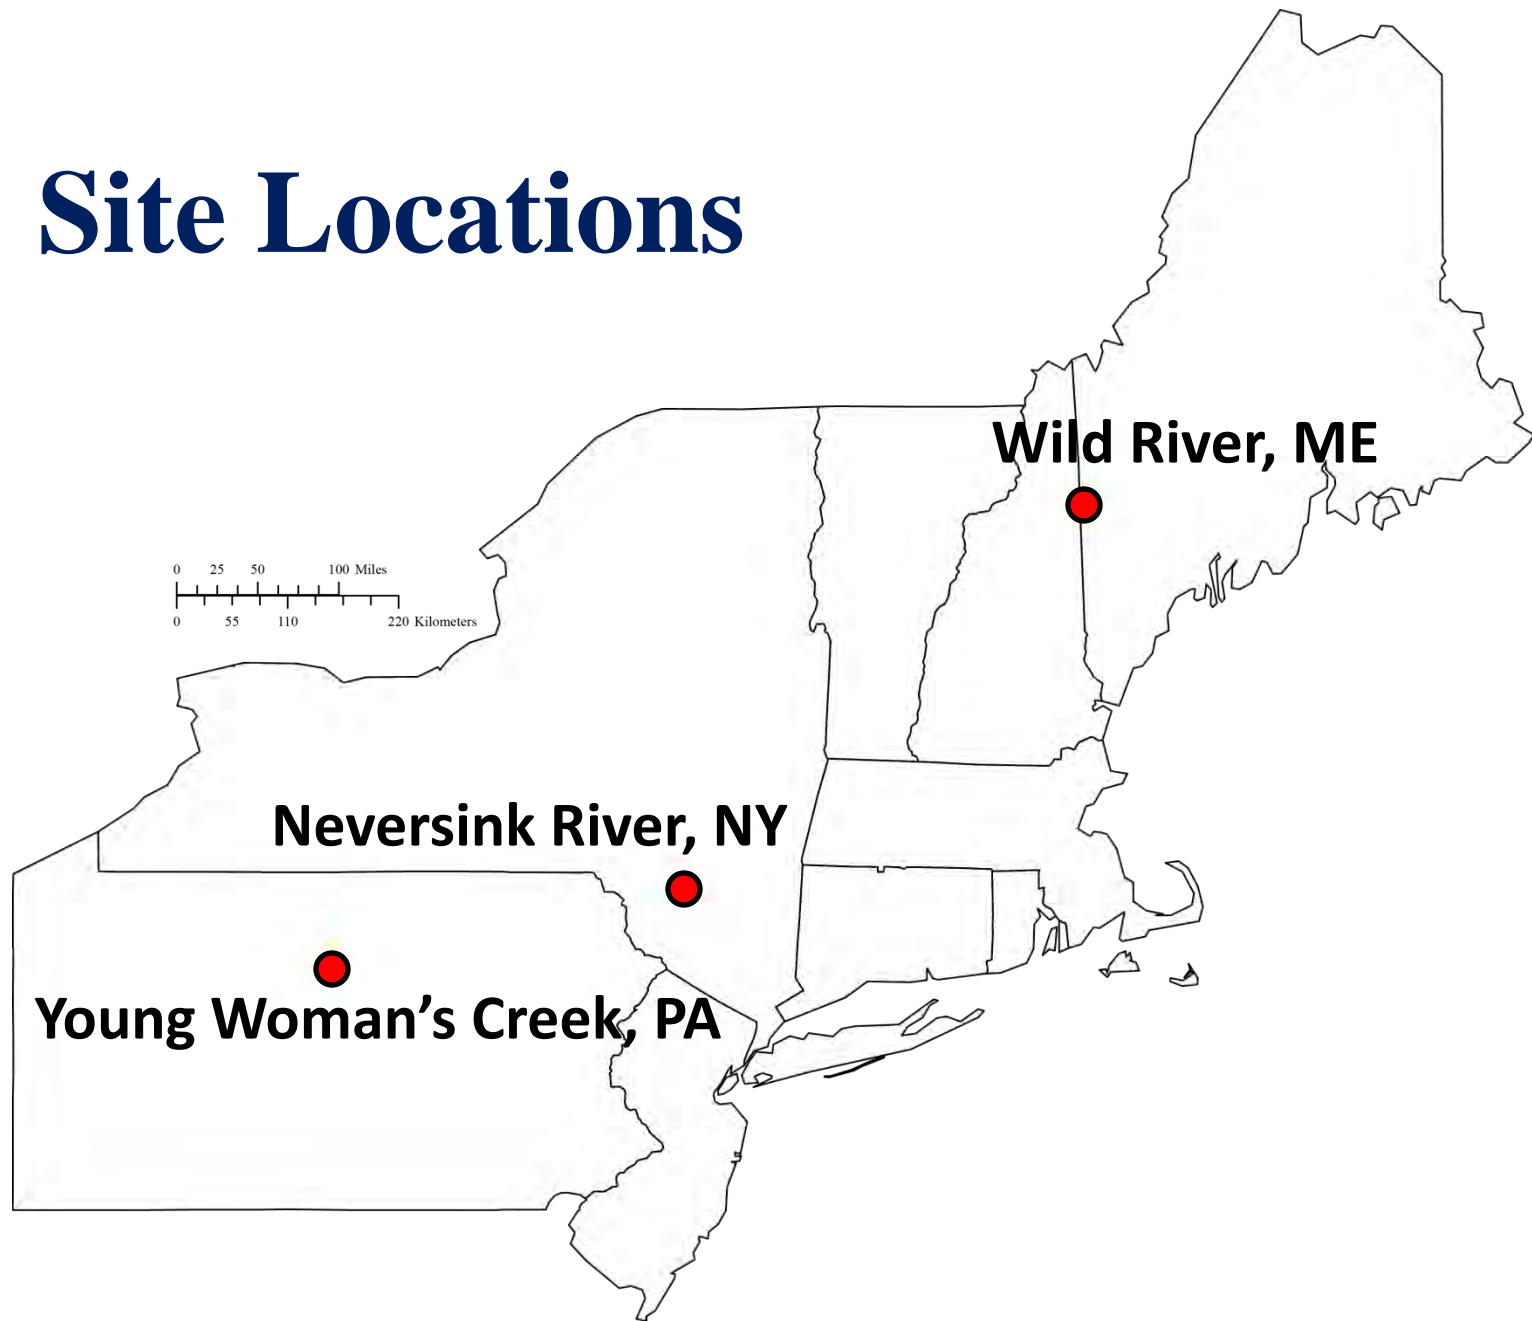 Site Locations
Wild River, ME
0 25 50 100 Miles
0 55 110 220 Kilometers
Neversink River, NY
Young Woman’s Creek, PA